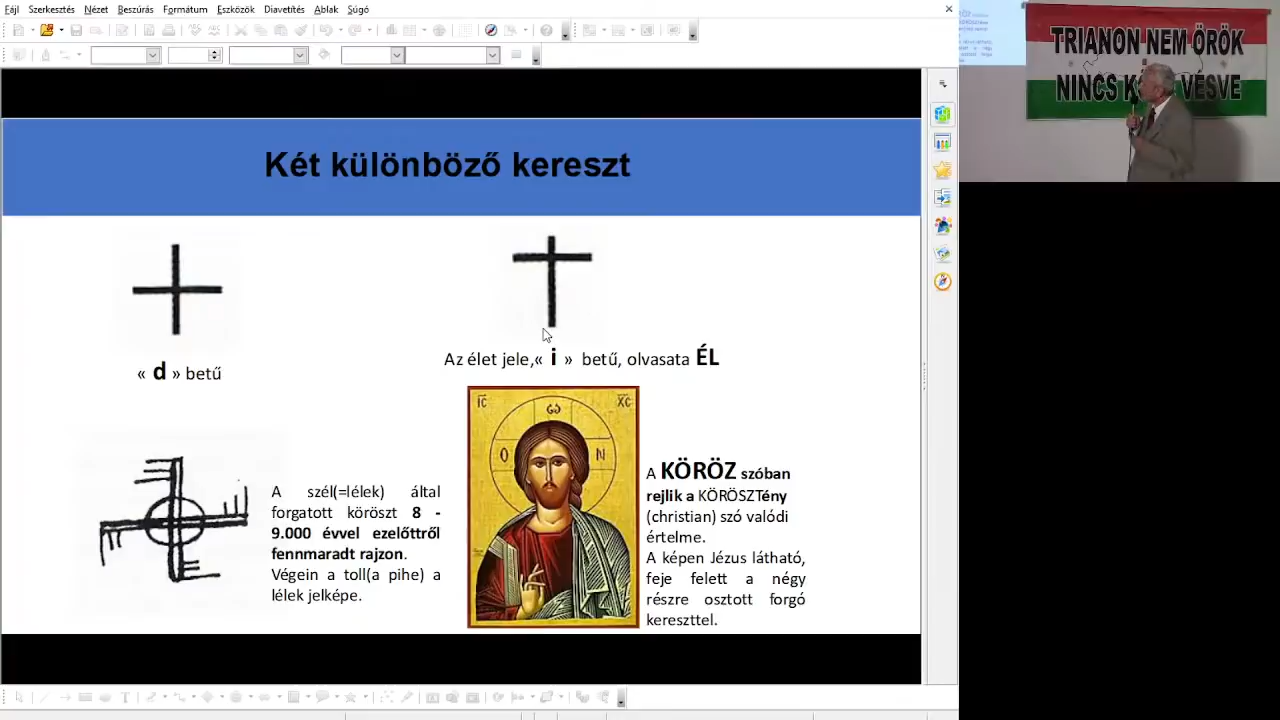 Fájl Szerkesztés Nézet Beszúrás Formátum Eszközök Diavetítés Ablak Súgó
TRIANON NEM ÖRÖK
NINCS K VÉSVE
Két különböző kereszt
« d » betű
Az élet jele,« i » betű, olvasata ÉL
A szél(=lélek) által
forgatott köröszt 8 -
9.000 évvel ezelőttről
fennmaradt rajzon.
Végein a toll(a pihe) a
lélek jelképe.
IC XC
ω
O N
A KÖRÖZ szóban
rejlik a KÖRÖSZTény
(christian) szó valódi
értelme.
A képen Jézus látható,
feje felett a négy
részre osztott forgó
kereszttel.